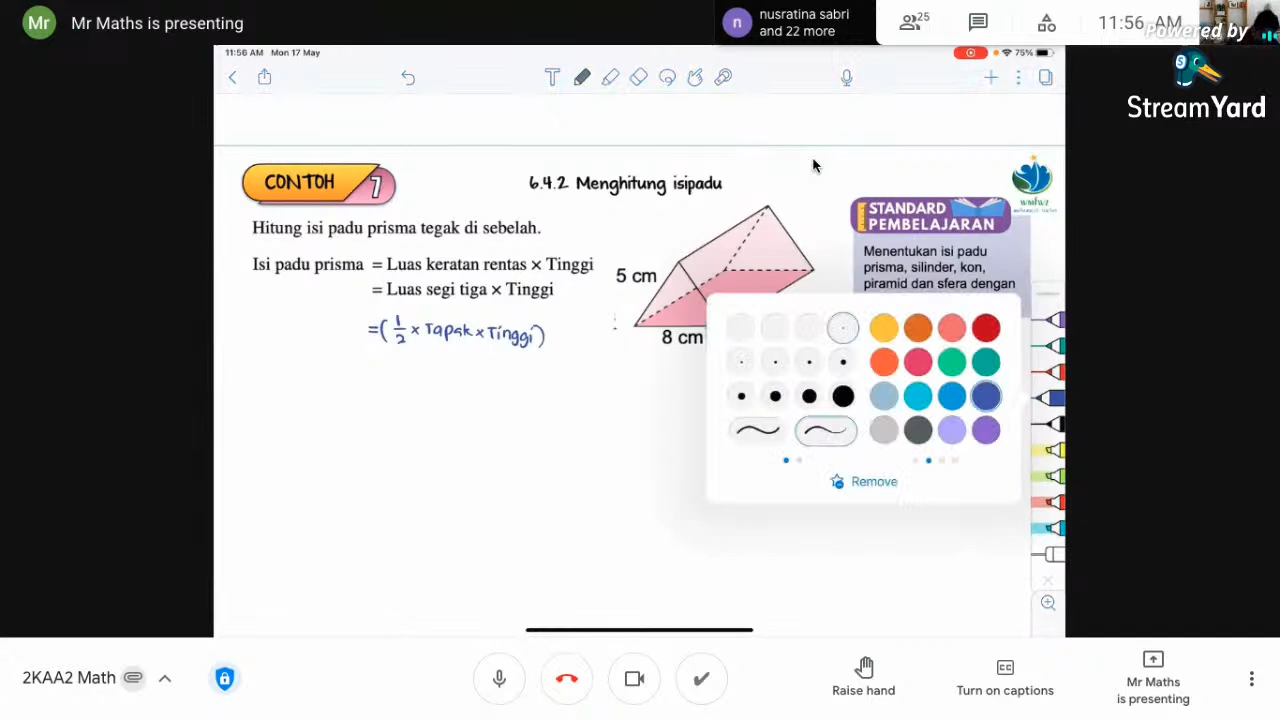 Mr
Mr Maths is presenting
n
nusratina sabri
and 22 more
25
11:56 AM
Powered by
StreamYard
11:56 AM Mon 17 May
75%
CONTOH 7
6.4.2 Menghitung isipadu
Hitung isi padu prisma tegak di sebelah.
Isi padu prisma = Luas keratan rentas × Tinggi
= Luas segi tiga × Tinggi
=( 1/2 × Tapak × Tinggi)
5 cm
8 cm
STANDARD
PEMBELAJARAN
Menentukan isi padu
prisma, silinder, kon,
piramid dan sfera dengan
Remove
2KAA2 Math
Raise hand
CC
Turn on captions
Mr Maths
is presenting